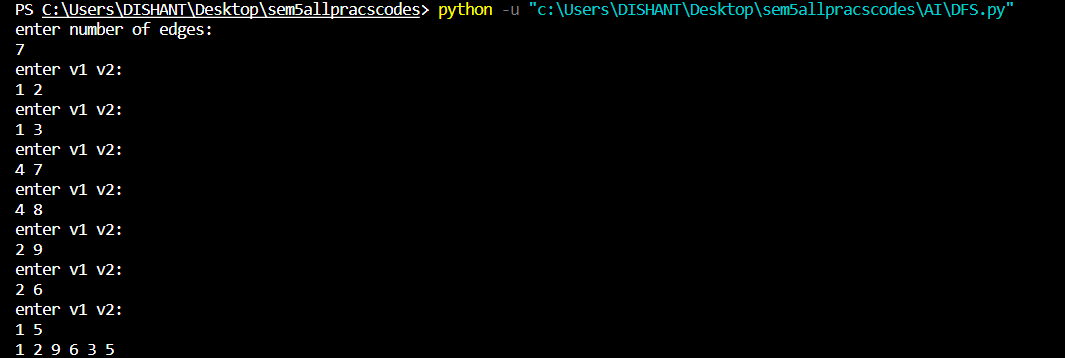 PS C:\Users\DISHANT\Desktop\sem5allpracscodes> python -u "c:\Users\DISHANT\Desktop\sem5allpracscodes\AI\DFS.py"
enter number of edges:
7
enter v1 v2:
1 2
enter v1 v2:
1 3
enter v1 v2:
4 7
enter v1 v2:
4 8
enter v1 v2:
2 9
enter v1 v2:
2 6
enter v1 v2:
1 5
1 2 9 6 3 5